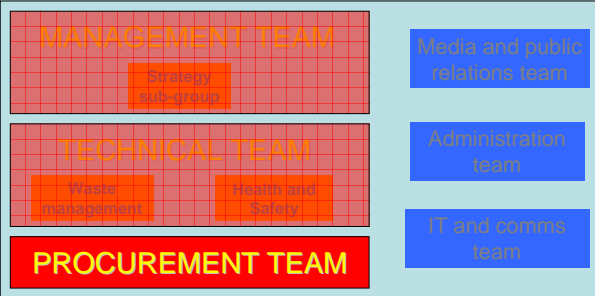 MANAGEMENT TEAM
Strategy
sub-group
TECHNICAL TEAM
Waste
management
Health and
Safety
PROCUREMENT TEAM
Media and public
relations team
Administration
team
IT and comms
team